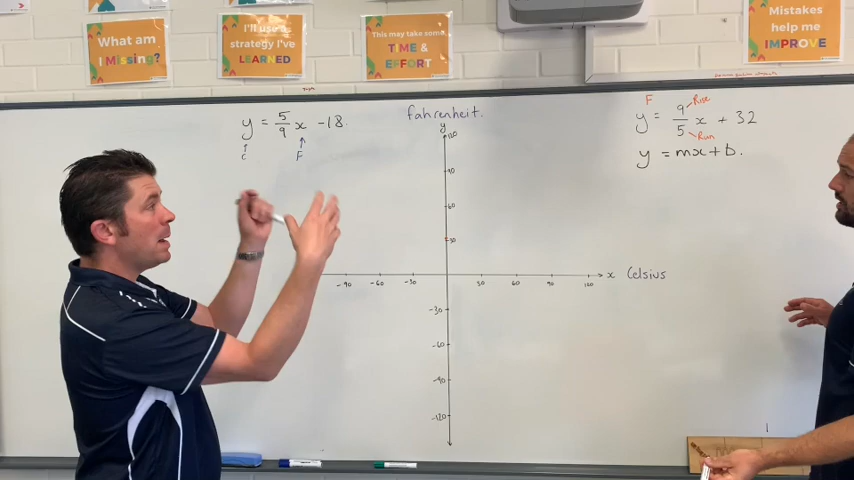 What am
I Missing?
I'll use a
strategy I've
LEARNED
This may take some
TIME &
EFFORT
Mistakes
help me
IMPROVE
y = 5/9 x - 18
C
F
fahrenheit.
y
F
y = 9/5 x + 32
Rise
Run
y = mx + b.
120
90
60
30
-90 -60 -30 30 60 90 120 x Celsius
-30
-60
-90
-120
1